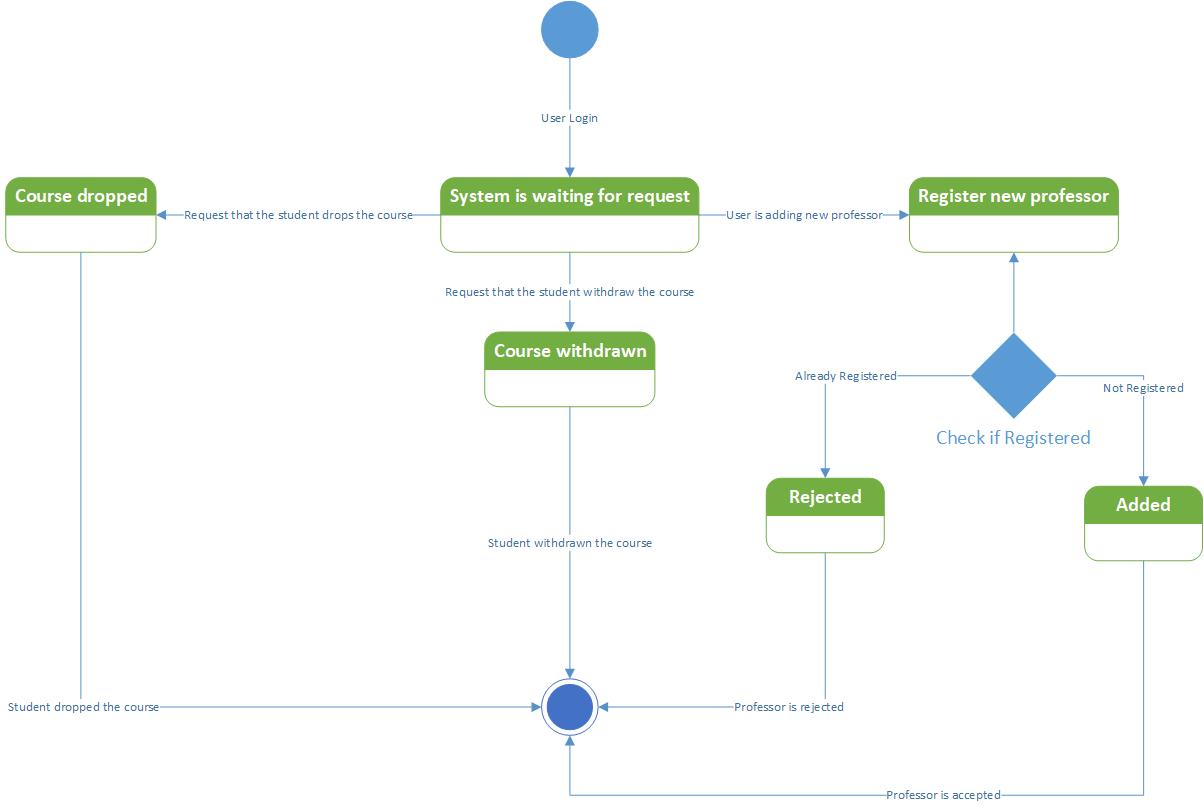 User Login
Course dropped
System is waiting for request
Register new professor
Request that the student drops the course
User is adding new professor
Request that the student withdraw the course
Course withdrawn
Already Registered
Not Registered
Check if Registered
Rejected
Added
Student withdrawn the course
Student dropped the course
Professor is rejected
Professor is accepted